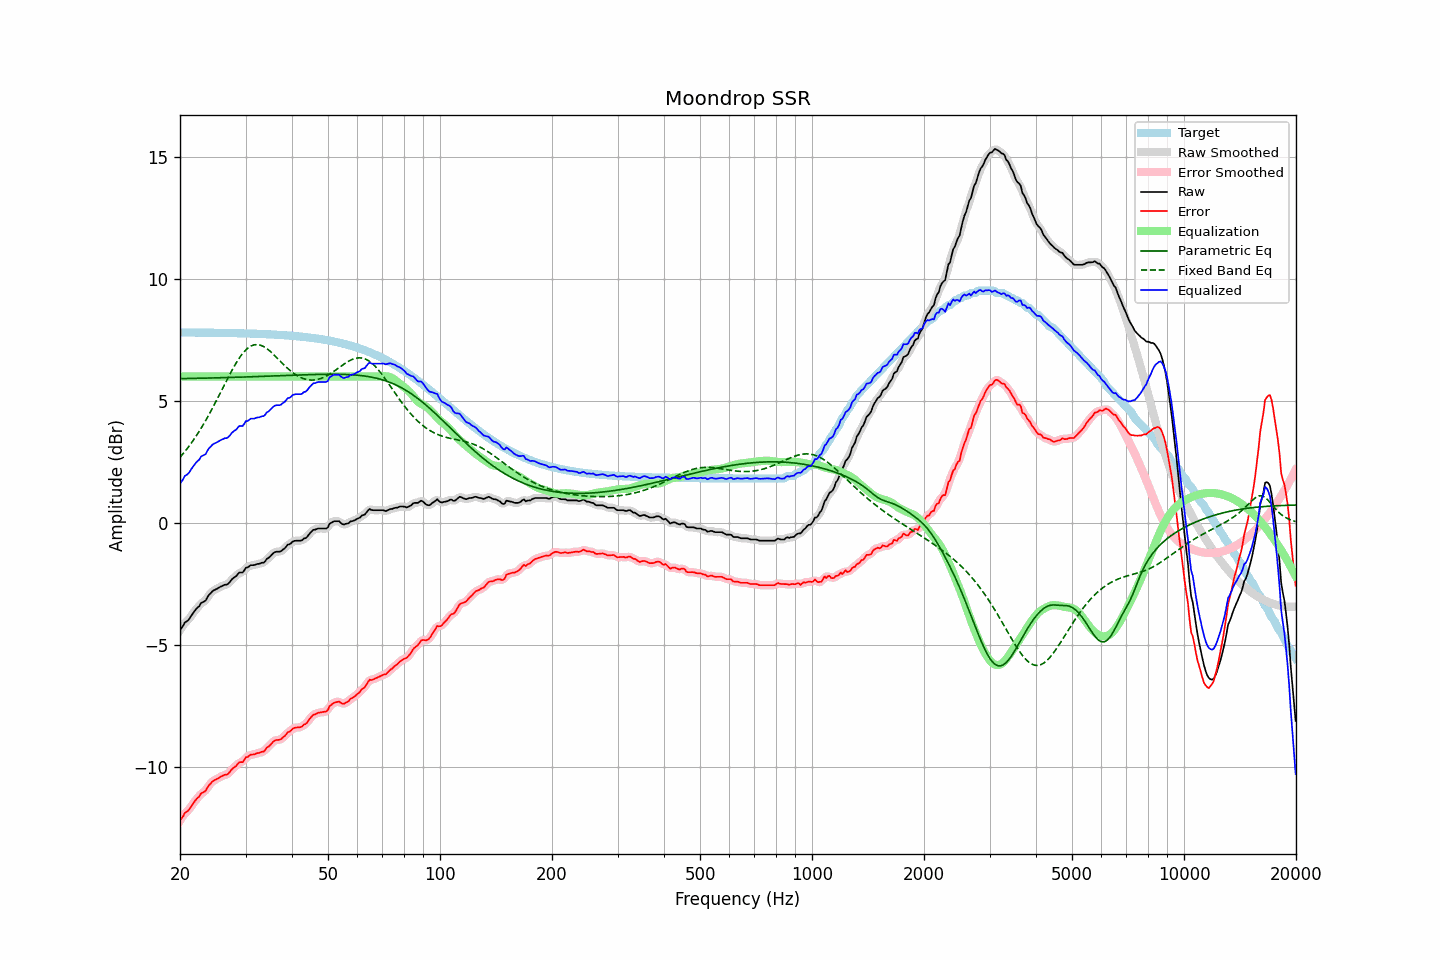 Moondrop SSR
Target
Raw Smoothed
Error Smoothed
Raw
Error
Equalization
Parametric Eq
Fixed Band Eq
Equalized
15
10
5
0
−5
−10
Amplitude (dBr)
20 50 100 200 500 1000 2000 5000 10000 20000
Frequency (Hz)